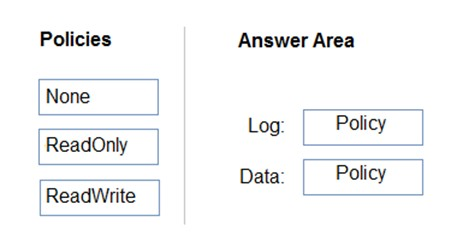 Policies
None
ReadOnly
ReadWrite
Answer Area
Log: Policy
Data: Policy